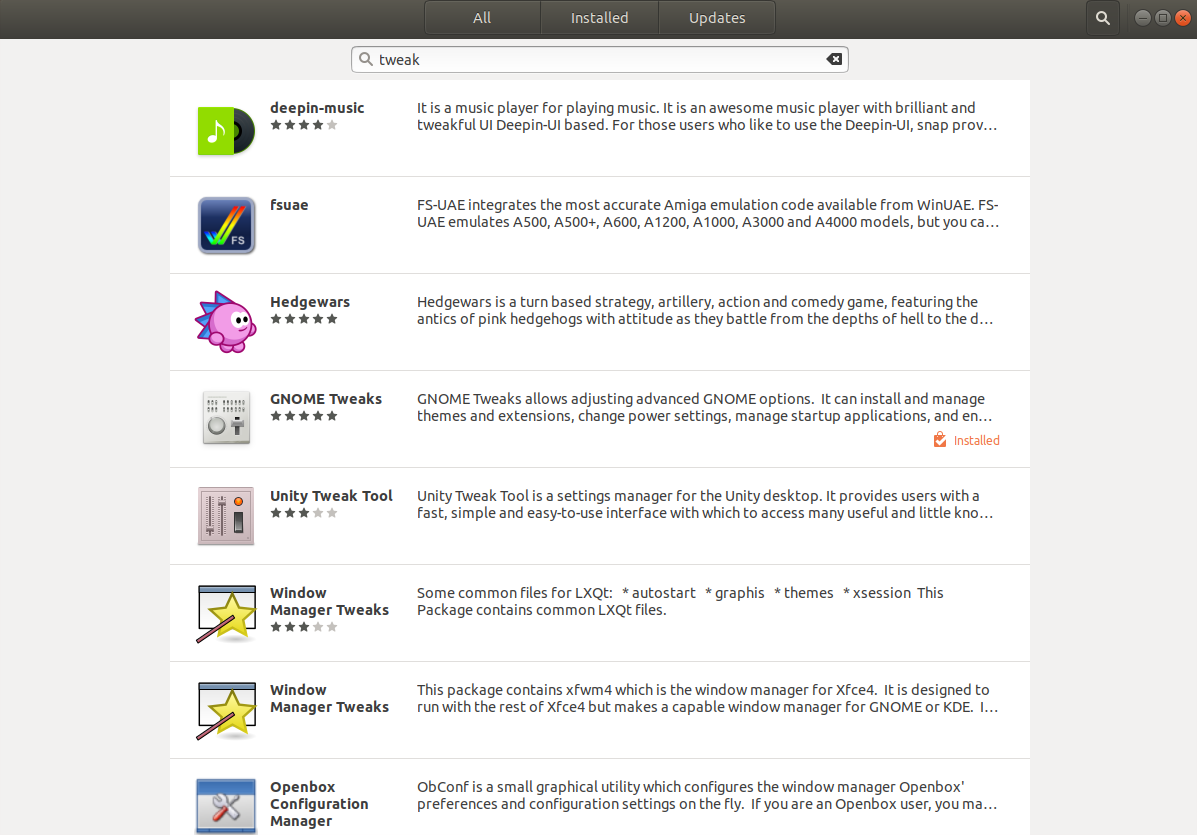 All
Installed
Updates
tweak
deepin-music
It is a music player for playing music. It is an awesome music player with brilliant and
tweakful UI Deepin-UI based. For those users who like to use the Deepin-UI, snap prov…
fsuae
FS-UAE integrates the most accurate Amiga emulation code available from WinUAE. FS-
UAE emulates A500, A500+, A600, A1200, A1000, A3000 and A4000 models, but you ca…
FS
Hedgewars
Hedgewars is a turn based strategy, artillery, action and comedy game, featuring the
antics of pink hedgehogs with attitude as they battle from the depths of hell to the d…
GNOME Tweaks
GNOME Tweaks allows adjusting advanced GNOME options.  It can install and manage
themes and extensions, change power settings, manage startup applications, and en…
Installed
Unity Tweak Tool
Unity Tweak Tool is a settings manager for the Unity desktop. It provides users with a
fast, simple and easy-to-use interface with which to access many useful and little kno…
Window
Manager Tweaks
Some common files for LXQt:   * autostart   * graphis   * themes   * xsession  This
Package contains common LXQt files.
Window
Manager Tweaks
This package contains xfwm4 which is the window manager for Xfce4.  It is designed to
run with the rest of Xfce4 but makes a capable window manager for GNOME or KDE.  I…
Openbox
Configuration
Manager
ObConf is a small graphical utility which configures the window manager Openbox'
preferences and configuration settings on the fly.  If you are an Openbox user, you ma…